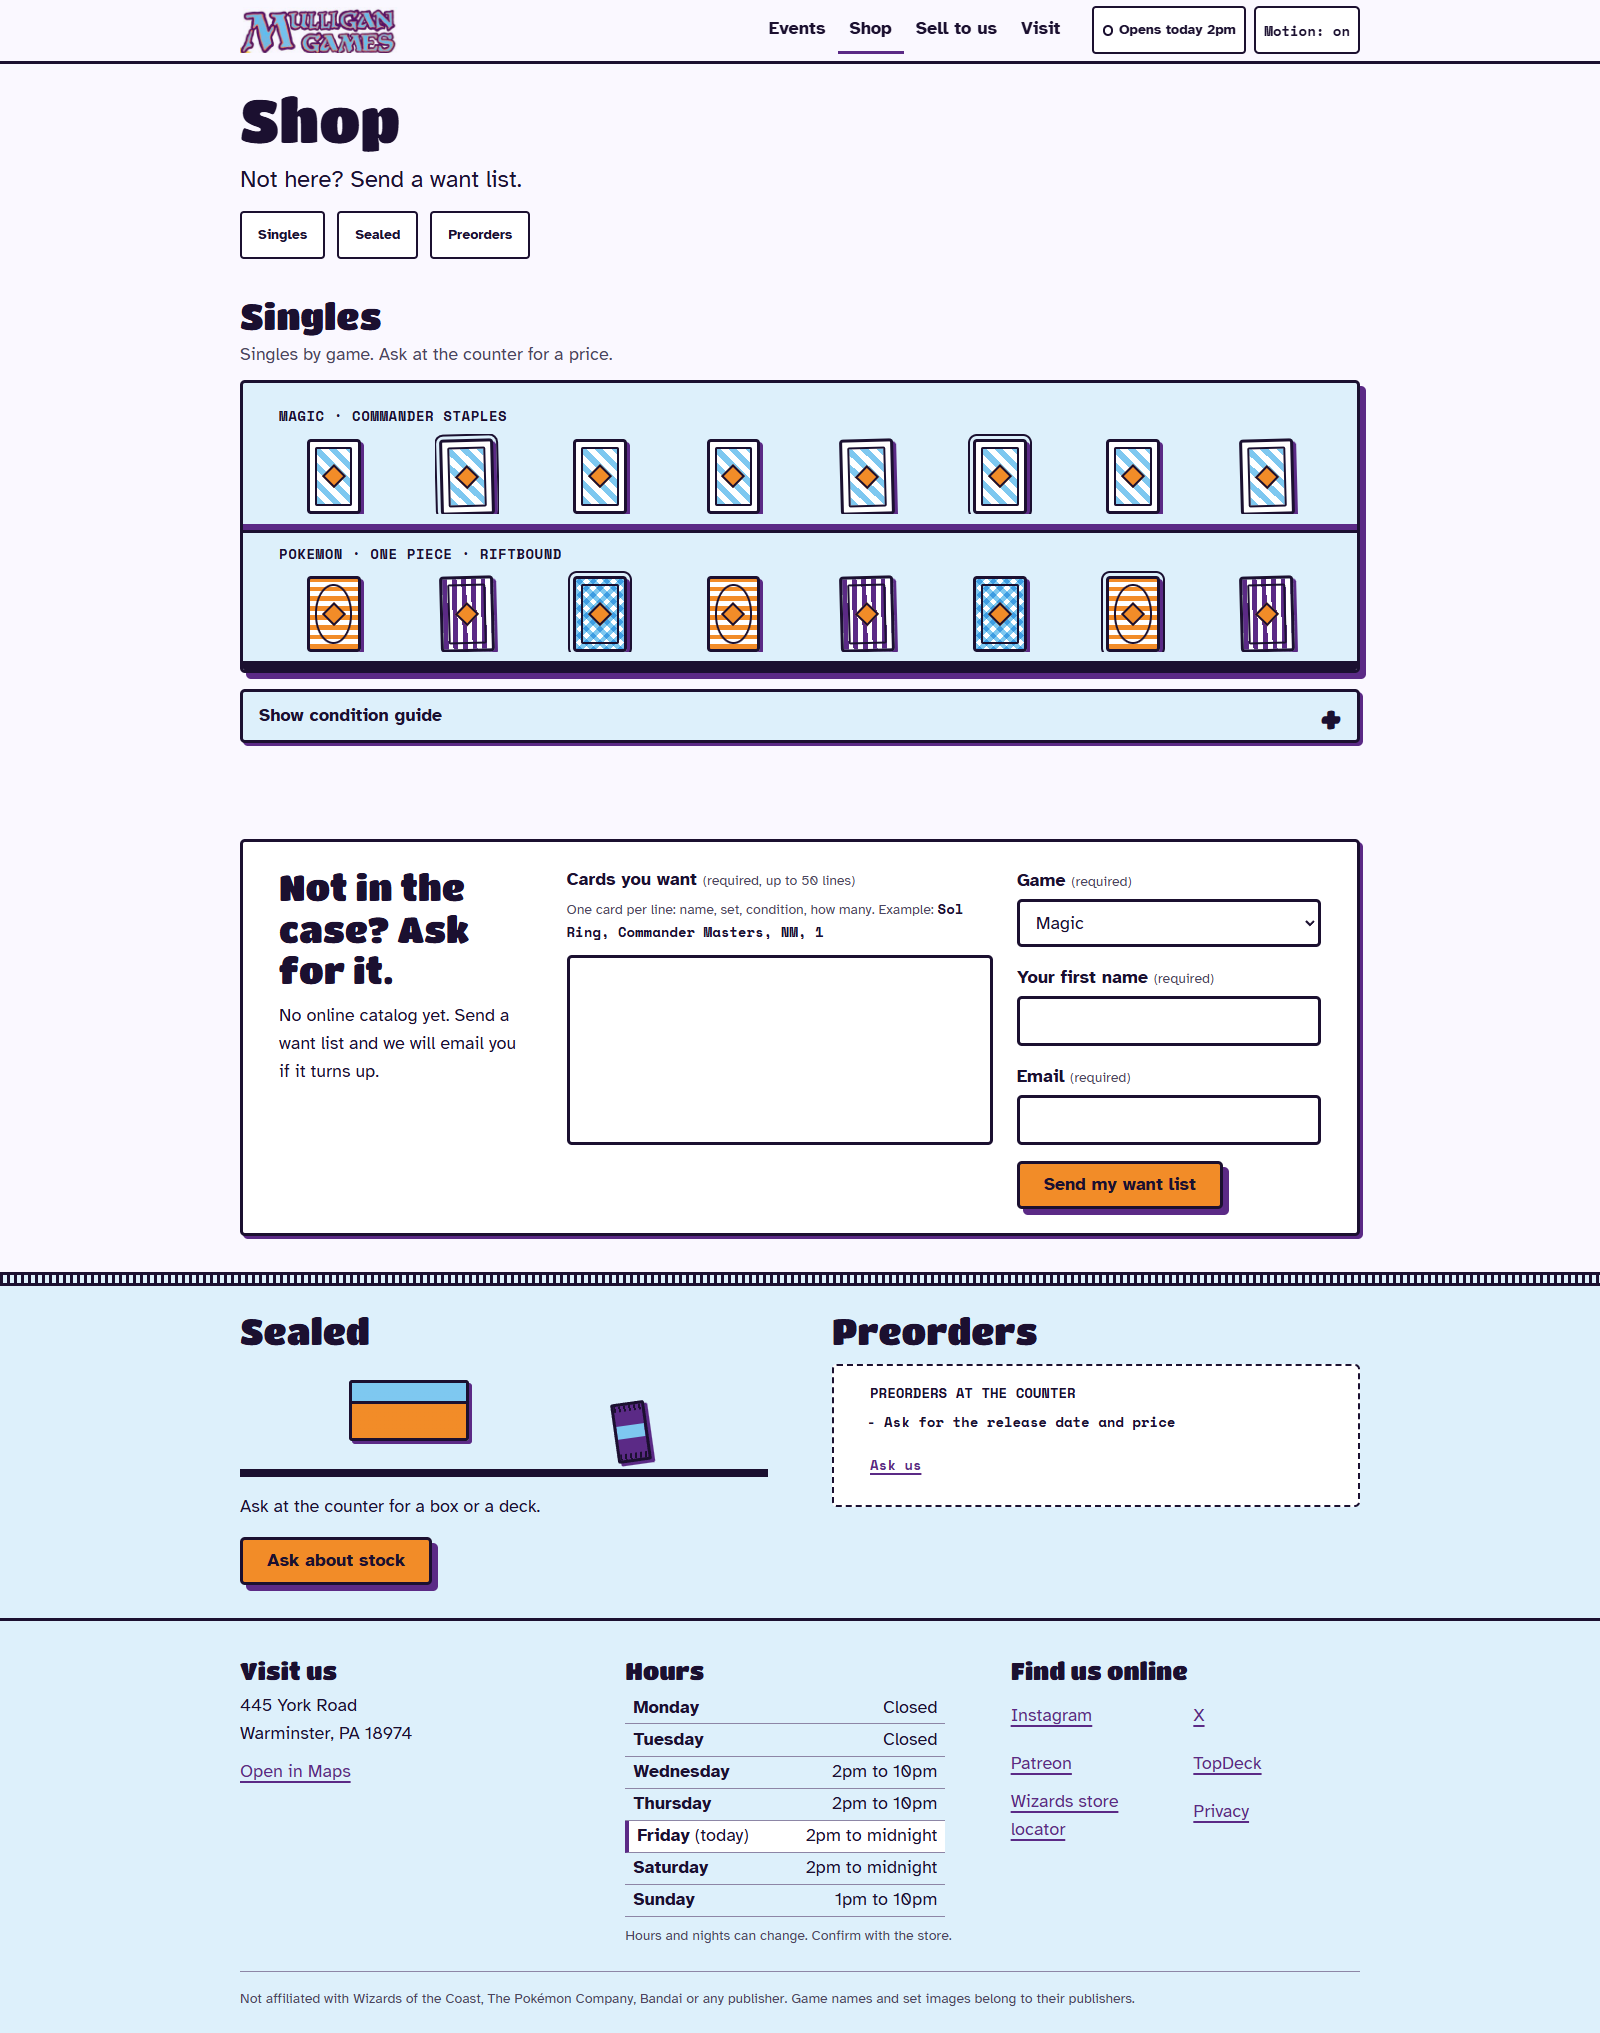 MULLIGAN GAMES
Events
Shop
Sell to us
Visit
Opens today 2pm
Motion: on
Shop
Not here? Send a want list.
Singles
Sealed
Preorders
Singles
Singles by game. Ask at the counter for a price.
MAGIC · COMMANDER STAPLES
POKEMON · ONE PIECE · RIFTBOUND
Show condition guide
Not in the
case? Ask
for it.
No online catalog yet. Send a
want list and we will email you
if it turns up.
Cards you want (required, up to 50 lines)
One card per line: name, set, condition, how many. Example: Sol
Ring, Commander Masters, NM, 1
Game (required)
Magic
Your first name (required)
Email (required)
Send my want list
Sealed
Ask at the counter for a box or a deck.
Ask about stock
Preorders
PREORDERS AT THE COUNTER
- Ask for the release date and price
Ask us
Visit us
445 York Road
Warminster, PA 18974
Open in Maps
Hours
Monday Closed
Tuesday Closed
Wednesday 2pm to 10pm
Thursday 2pm to 10pm
Friday (today) 2pm to midnight
Saturday 2pm to midnight
Sunday 1pm to 10pm
Hours and nights can change. Confirm with the store.
Find us online
Instagram
X
Patreon
TopDeck
Wizards store
locator
Privacy
Not affiliated with Wizards of the Coast, The Pokémon Company, Bandai or any publisher. Game names and set images belong to their publishers.